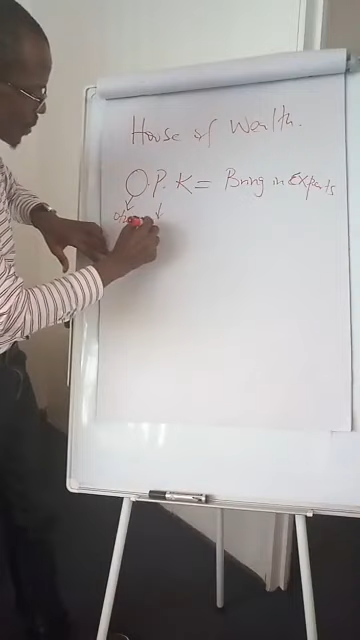 House of Wealth.
O.P. K = Bring in Experts